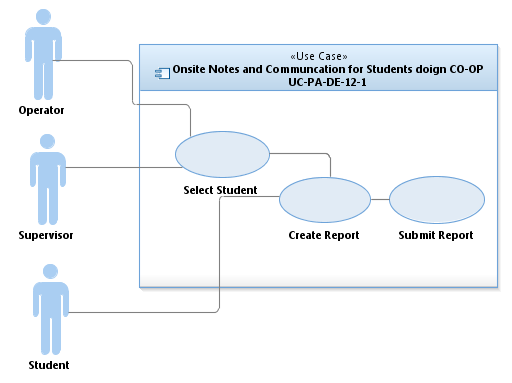 «Use Case»
Onsite Notes and Communcation for Students doign CO-OP
UC-PA-DE-12-1
Operator
Select Student
Supervisor
Create Report
Submit Report
Student